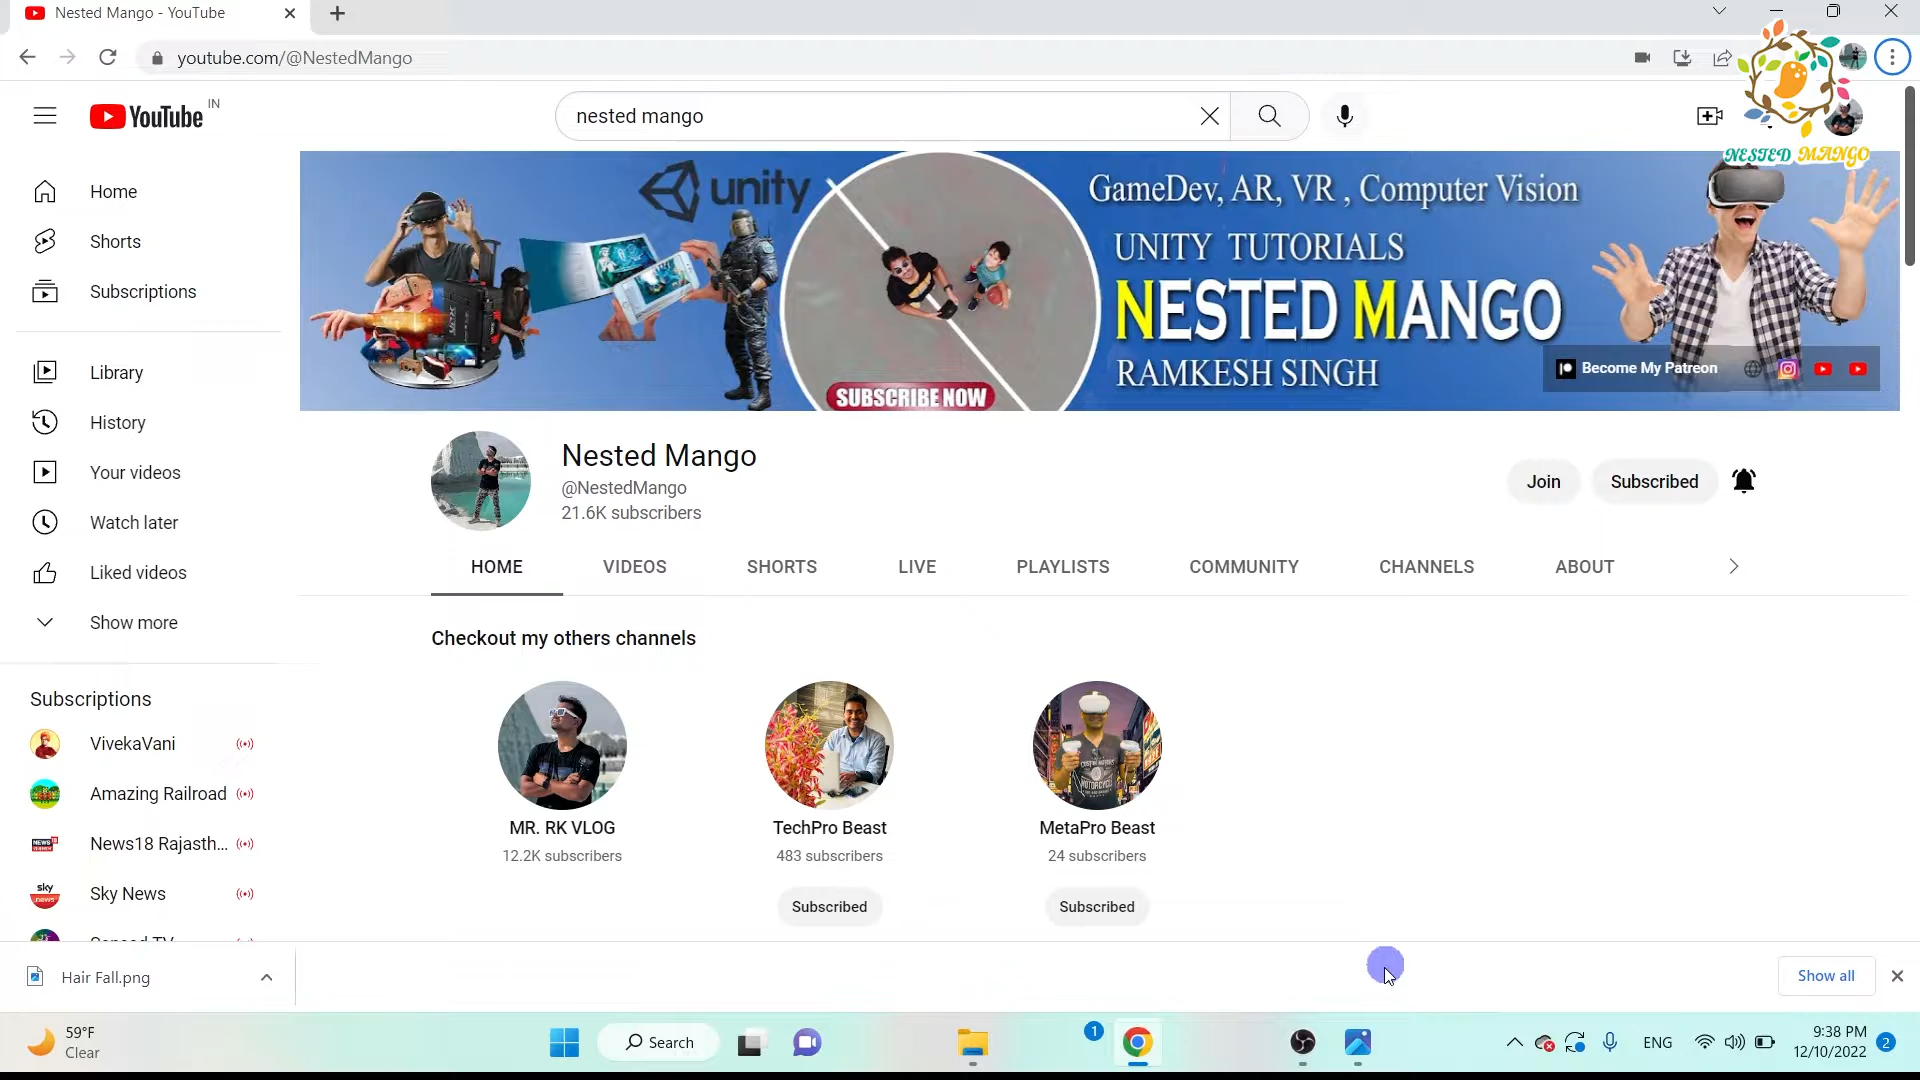 Nested Mango - YouTube
youtube.com/@NestedMango
YouTube IN
nested mango
NESTED MANGO
Home
Shorts
Subscriptions
Library
History
Your videos
Watch later
Liked videos
Show more
Subscriptions
VivekaVani
Amazing Railroad
News18 Rajasth...
sky
news
Sky News
unity
GameDev, AR, VR , Computer Vision
UNITY TUTORIALS
NESTED MANGO
RAMKESH SINGH
SUBSCRIBE NOW
Become My Patreon
Nested Mango
@NestedMango
21.6K subscribers
Join
Subscribed
HOME
VIDEOS
SHORTS
LIVE
PLAYLISTS
COMMUNITY
CHANNELS
ABOUT
Checkout my others channels
MR. RK VLOG
12.2K subscribers
TechPro Beast
483 subscribers
Subscribed
MetaPro Beast
24 subscribers
Subscribed
Hair Fall.png
Show all
59°F
Clear
Search
1
ENG
9:38 PM
12/10/2022
2